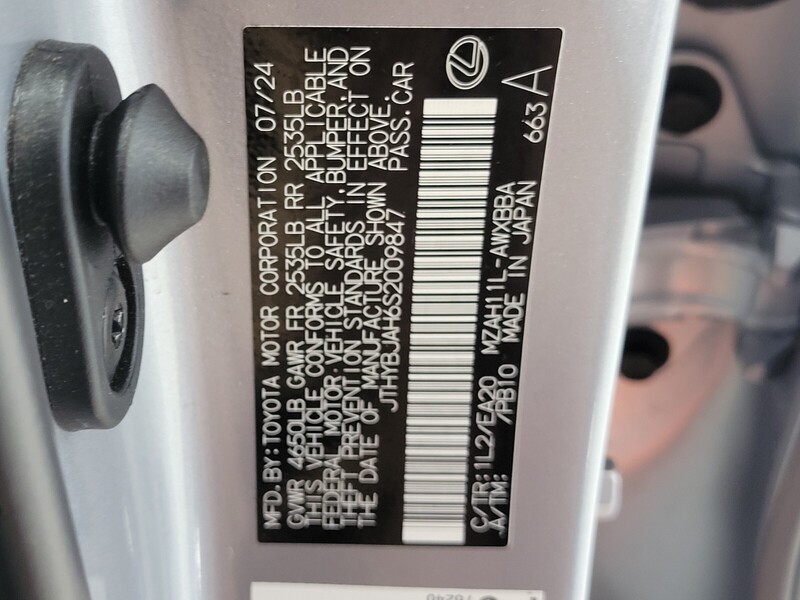 MFD. BY: TOYOTA MOTOR CORPORATION 07/24
GVWR 4650LB GAWR FR 2535LB RR 2535LB
THIS VEHICLE CONFORMS TO ALL APPLICABLE
FEDERAL MOTOR VEHICLE SAFETY, BUMPER, AND
THEFT PREVENTION STANDARDS IN EFFECT ON
THE DATE OF MANUFACTURE SHOWN ABOVE.
JTHYBJAH6S2009847 PASS. CAR
C/TR: 1L2/EA20 MZAH11L-AWXBBA 663
A/TM: /PB10 MADE IN JAPAN A
76240